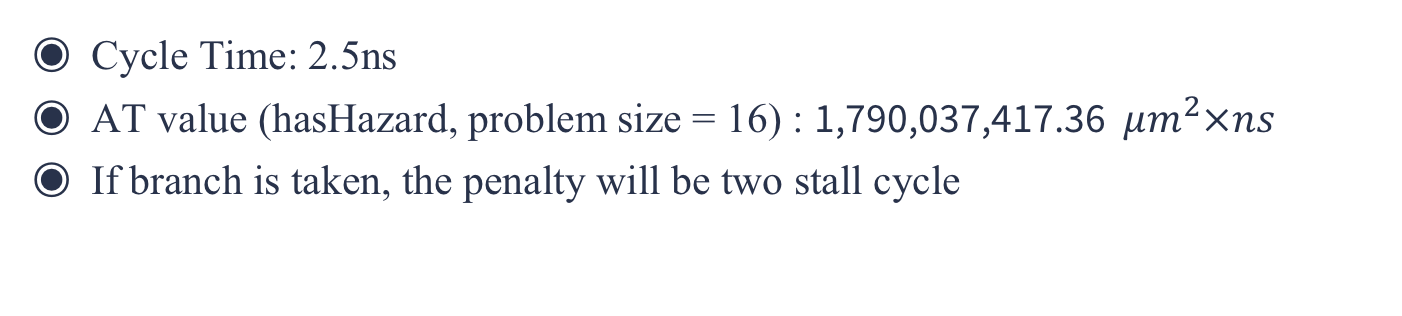 ◉ Cycle Time: 2.5ns
◉ AT value (hasHazard, problem size = 16) : 1,790,037,417.36 𝜇𝑚²×𝑛𝑠
◉ If branch is taken, the penalty will be two stall cycle